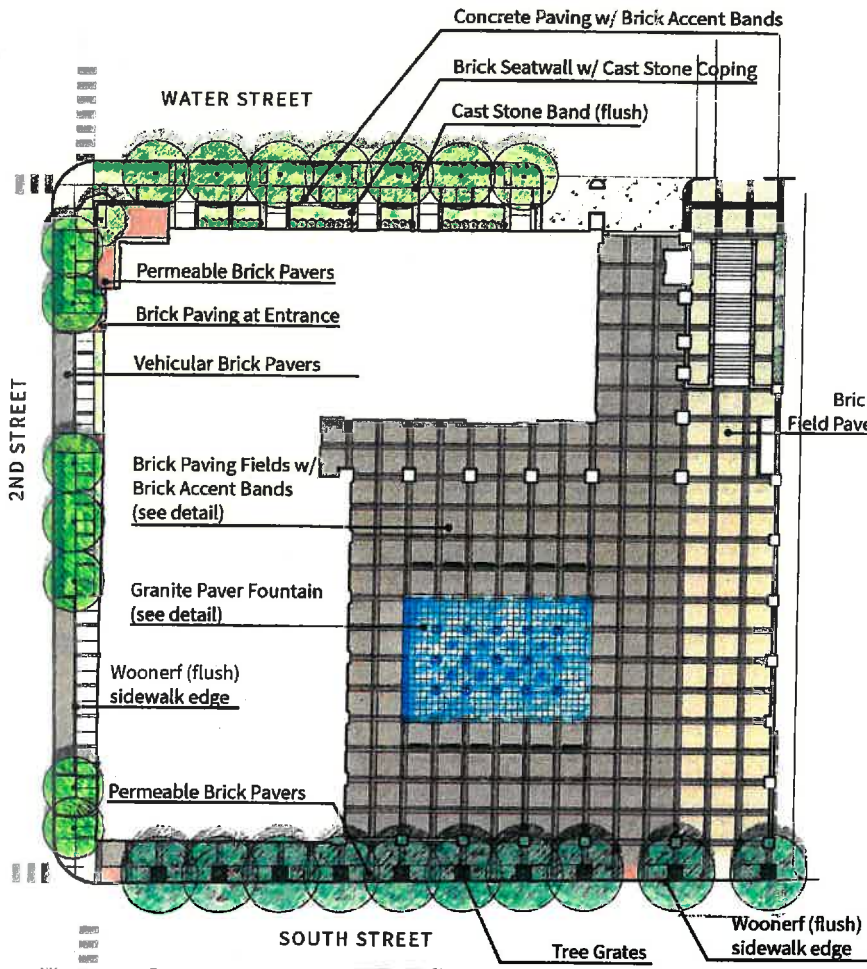 Concrete Paving w/ Brick Accent Bands
Brick Seatwall w/ Cast Stone Coping
WATER STREET
Cast Stone Band (flush)
Permeable Brick Pavers
Brick Paving at Entrance
Vehicular Brick Pavers
2ND STREET
Bric
Field Pave
Brick Paving Fields w/
Brick Accent Bands
(see detail)
Granite Paver Fountain
(see detail)
Woonerf (flush)
sidewalk edge
Permeable Brick Pavers
SOUTH STREET
Tree Grates
Woonerf (flush)
sidewalk edge